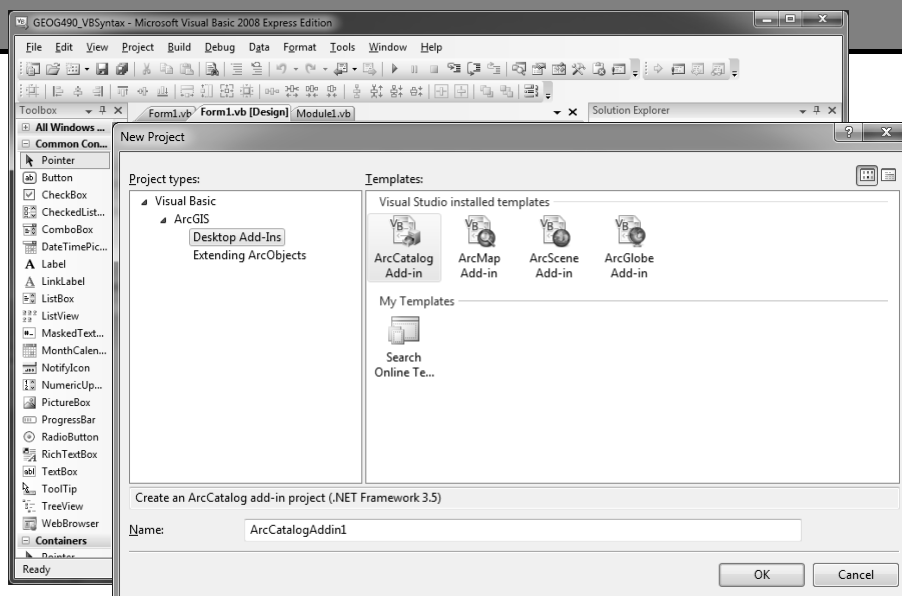 GEOG490_VBSyntax - Microsoft Visual Basic 2008 Express Edition
File Edit View Project Build Debug Data Format Tools Window Help
Toolbox
Form1.vb Form1.vb [Design] Module1.vb
Solution Explorer
All Windows ...
Common Con...
Pointer
Button
CheckBox
CheckedList...
ComboBox
DateTimePic...
Label
LinkLabel
ListBox
ListView
MaskedText...
MonthCalen...
NotifyIcon
NumericUp...
PictureBox
ProgressBar
RadioButton
RichTextBox
TextBox
ToolTip
TreeView
WebBrowser
Containers
Pointer
Ready
New Project
Project types:
Visual Basic
ArcGIS
Desktop Add-Ins
Extending ArcObjects
Templates:
Visual Studio installed templates
ArcCatalog Add-in
ArcMap Add-in
ArcScene Add-in
ArcGlobe Add-in
My Templates
Search Online Te...
Create an ArcCatalog add-in project (.NET Framework 3.5)
Name: ArcCatalogAddin1
OK Cancel